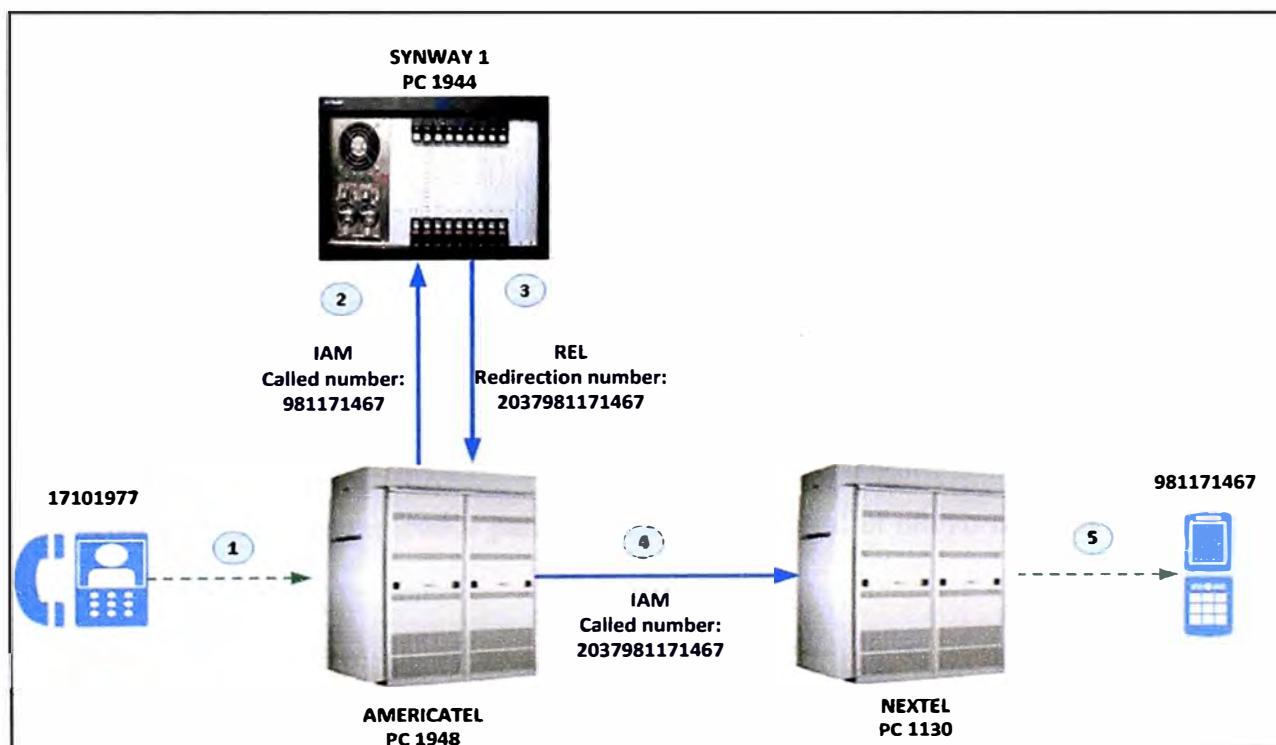 SYNWAY 1
PC 1944
2
3
IAM
Called number:
981171467
REL
Redirection number:
2037981171467
17101977
1
4
981171467
5
IAM
Called number:
2037981171467
AMERICATEL
PC 1948
NEXTEL
PC 1130